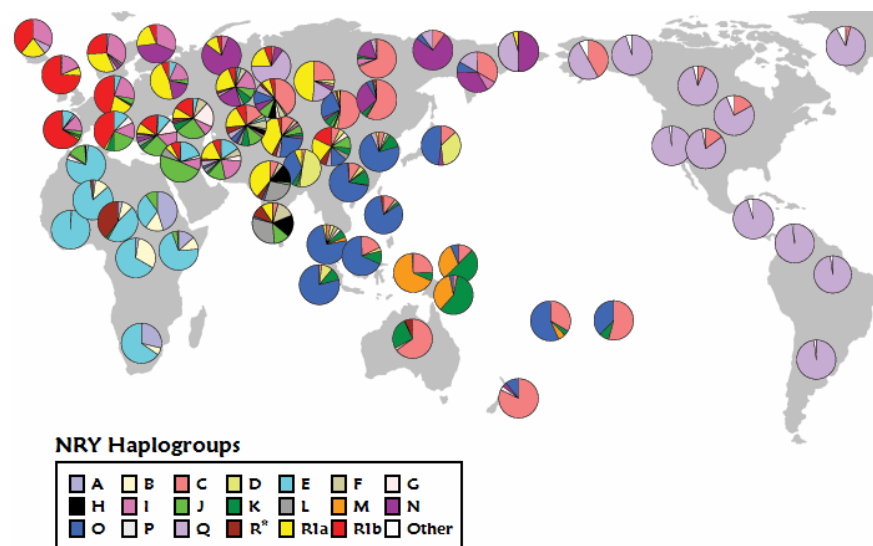 NRY Haplogroups
A B C D E F G
H I J K L M N
O P Q R* R1a R1b Other